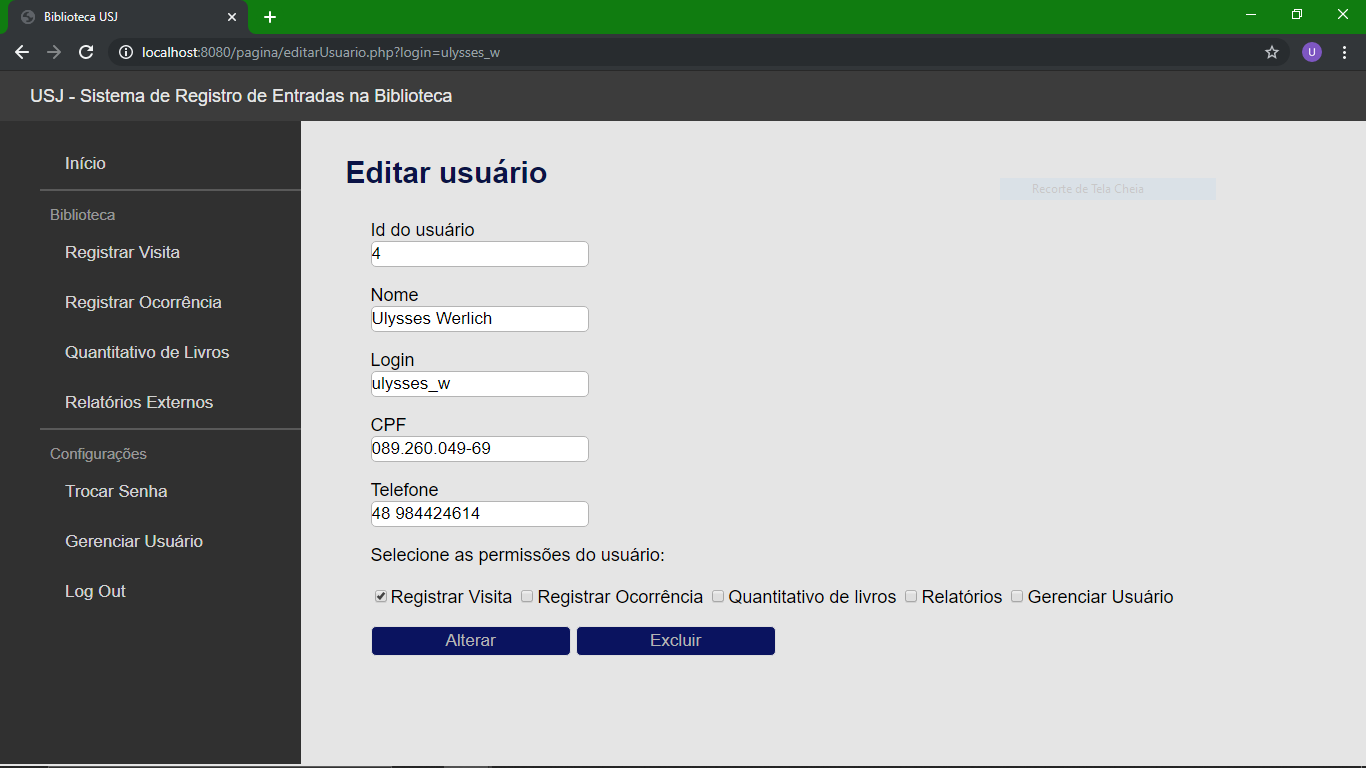 Biblioteca USJ
localhost:8080/pagina/editarUsuario.php?login=ulysses_w
U
USJ - Sistema de Registro de Entradas na Biblioteca
Início
Biblioteca
Registrar Visita
Registrar Ocorrência
Quantitativo de Livros
Relatórios Externos
Configurações
Trocar Senha
Gerenciar Usuário
Log Out
Editar usuário
Recorte de Tela Cheia
Id do usuário
4
Nome
Ulysses Werlich
Login
ulysses_w
CPF
089.260.049-69
Telefone
48 984424614
Selecione as permissões do usuário:
Registrar Visita Registrar Ocorrência Quantitativo de livros Relatórios Gerenciar Usuário
Alterar Excluir